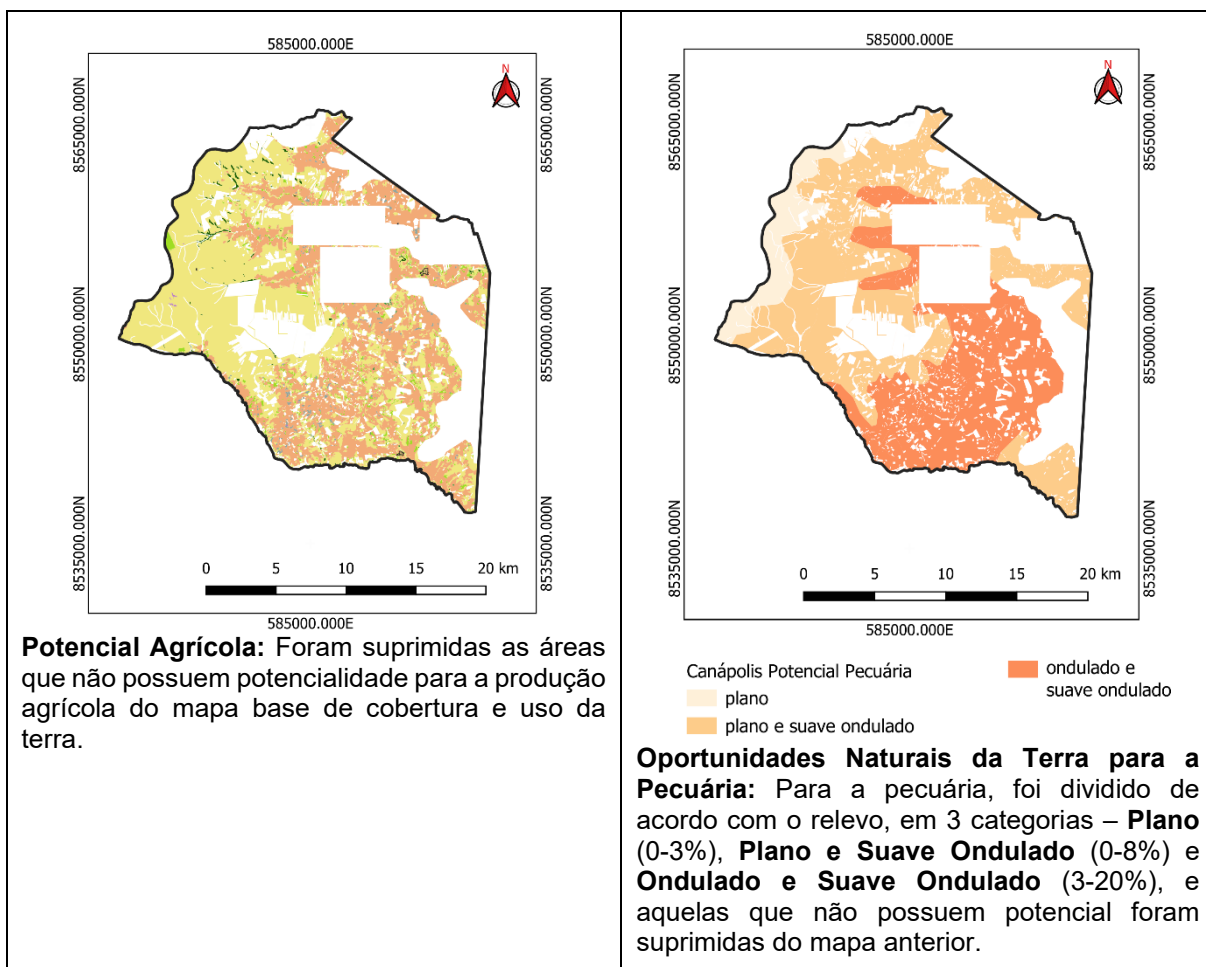 585000.000E
N
8565000.000N
8565000.000N
8550000.000N
8550000.000N
8535000.000N
8535000.000N
0 5 10 15 20 km
585000.000E
Potencial Agrícola: Foram suprimidas as áreas
que não possuem potencialidade para a produção
agrícola do mapa base de cobertura e uso da
terra.
585000.000E
N
8565000.000N
8565000.000N
8550000.000N
8550000.000N
8535000.000N
8535000.000N
0 5 10 15 20 km
585000.000E
Canápolis Potencial Pecuária
plano
plano e suave ondulado
ondulado e
suave ondulado
Oportunidades Naturais da Terra para a
Pecuária: Para a pecuária, foi dividido de
acordo com o relevo, em 3 categorias – Plano
(0-3%), Plano e Suave Ondulado (0-8%) e
Ondulado e Suave Ondulado (3-20%), e
aquelas que não possuem potencial foram
suprimidas do mapa anterior.